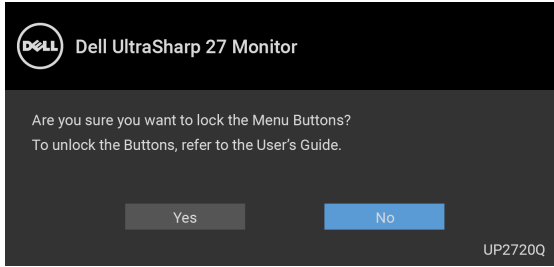 DELL
Dell UltraSharp 27 Monitor
Are you sure you want to lock the Menu Buttons?
To unlock the Buttons, refer to the User’s Guide.
Yes
No
UP2720Q